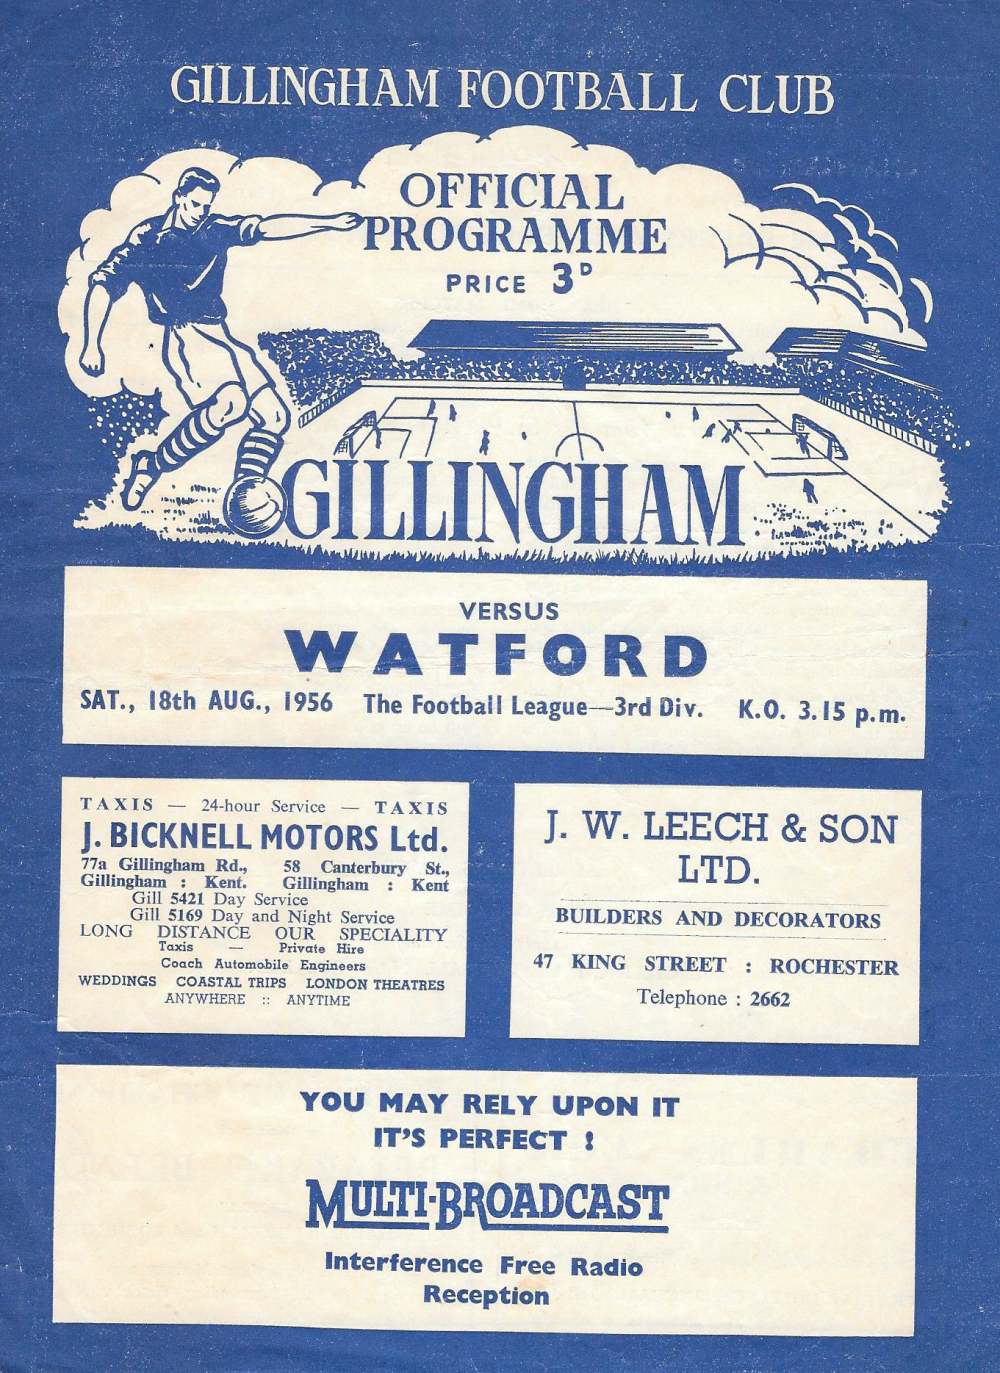 GILLINGHAM FOOTBALL CLUB
OFFICIAL
PROGRAMME
PRICE 3D
GILLINGHAM
VERSUS
WATFORD
SAT., 18th AUG., 1956 The Football League—3rd Div. K.O. 3.15 p.m.
TAXIS — 24-hour Service — TAXIS
J. BICKNELL MOTORS Ltd.
77a Gillingham Rd., 58 Canterbury St.,
Gillingham : Kent. Gillingham : Kent
Gill 5421 Day Service
Gill 5169 Day and Night Service
LONG DISTANCE OUR SPECIALITY
Taxis — Private Hire
Coach Automobile Engineers
WEDDINGS COASTAL TRIPS LONDON THEATRES
ANYWHERE :: ANYTIME
J. W. LEECH & SON
LTD.
BUILDERS AND DECORATORS
47 KING STREET : ROCHESTER
Telephone : 2662
YOU MAY RELY UPON IT
IT'S PERFECT !
MULTI-BROADCAST
Interference Free Radio
Reception